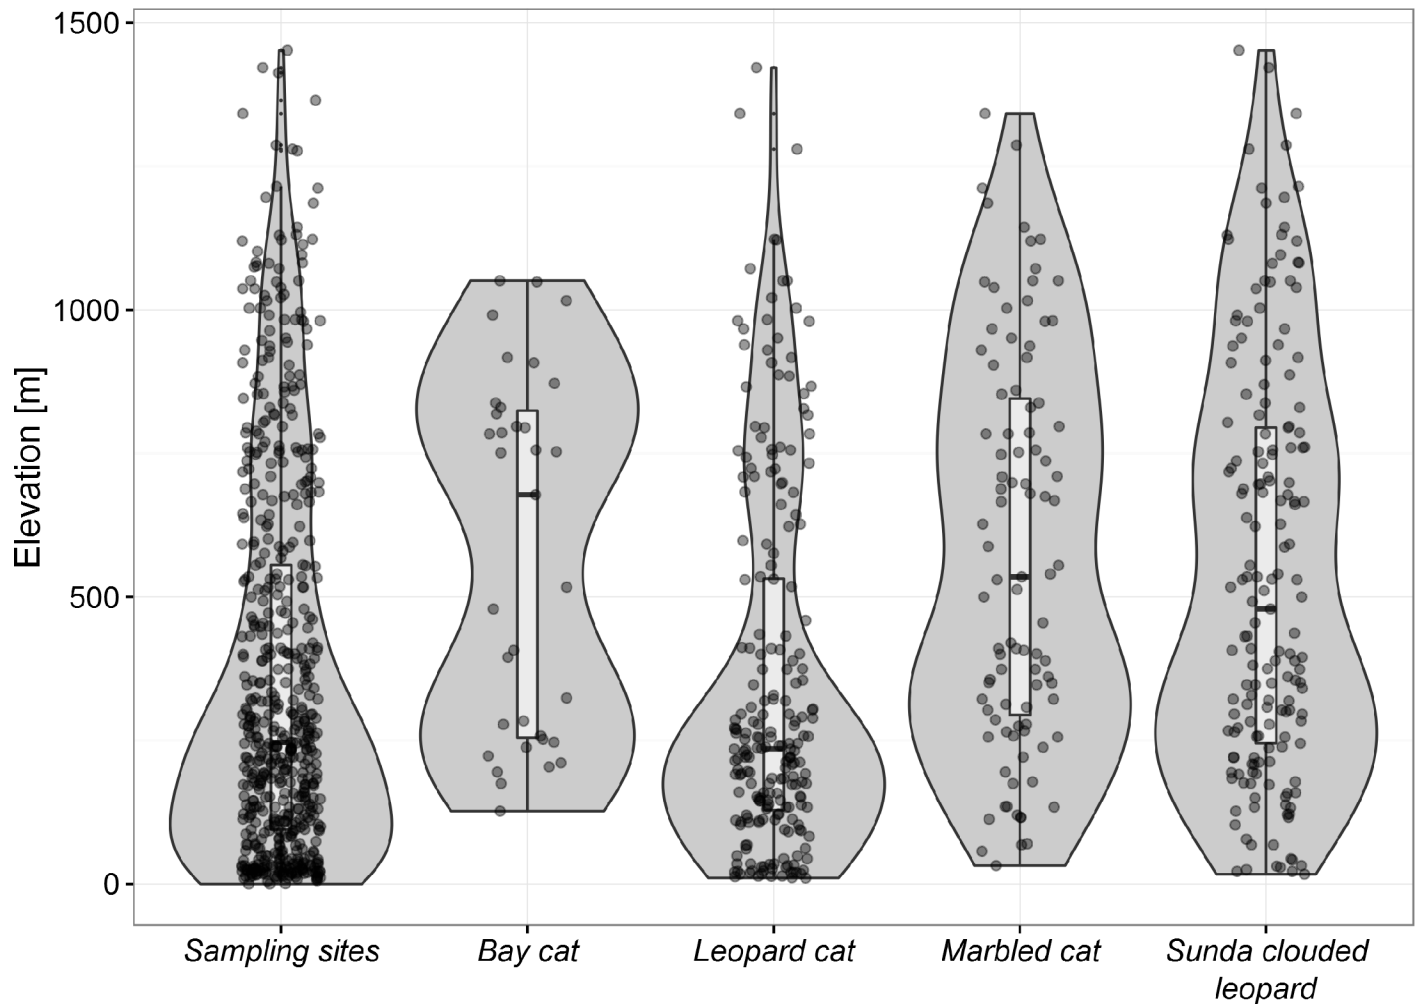 1500
1000
500
0
Elevation [m]
Sampling sites
Bay cat
Leopard cat
Marbled cat
Sunda clouded
leopard